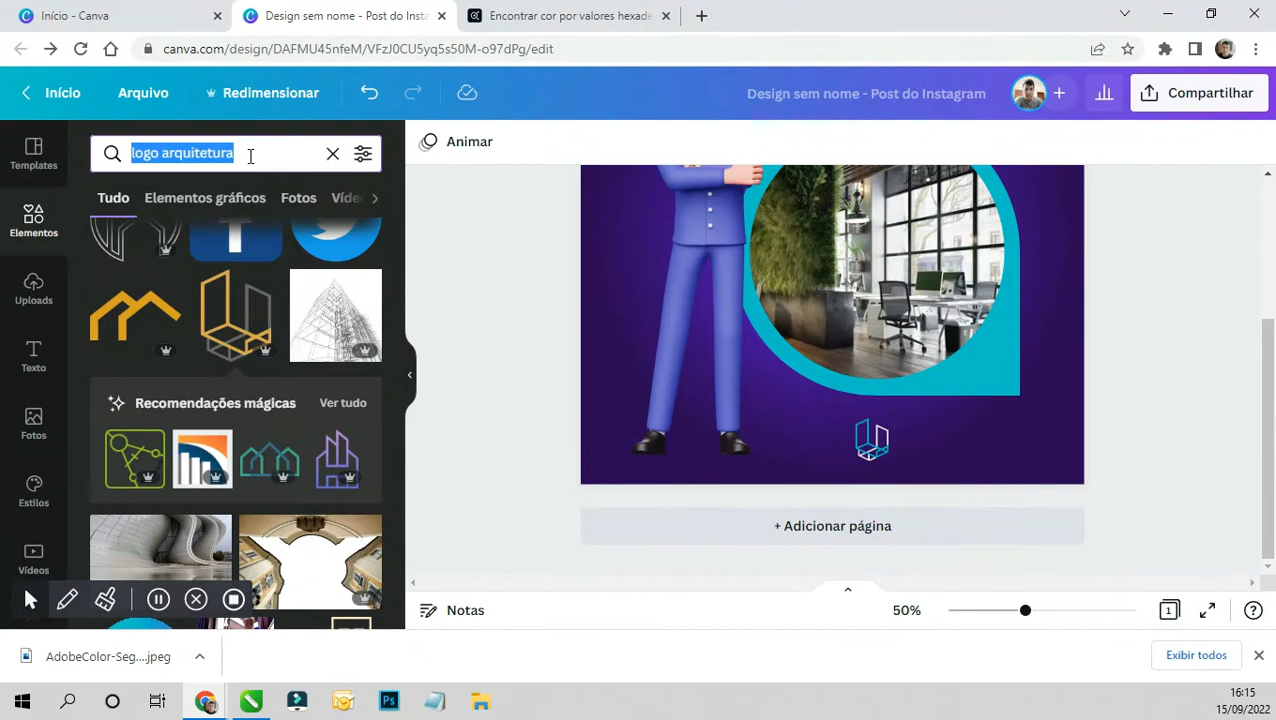 Início - Canva
Design sem nome - Post do Insta
Encontrar cor por valores hexade
canva.com/design/DAFMU45nfeM/VFzJ0CU5yq5s50M-o97dPg/edit
Início
Arquivo
Redimensionar
Design sem nome - Post do Instagram
Compartilhar
Templates
Elementos
Uploads
Texto
Fotos
Estilos
Vídeos
logo arquitetura
Tudo
Elementos gráficos
Fotos
Víde
Recomendações mágicas
Ver tudo
Animar
+ Adicionar página
Notas
50%
1
AdobeColor-Seg....jpeg
Exibir todos
16:15
15/09/2022